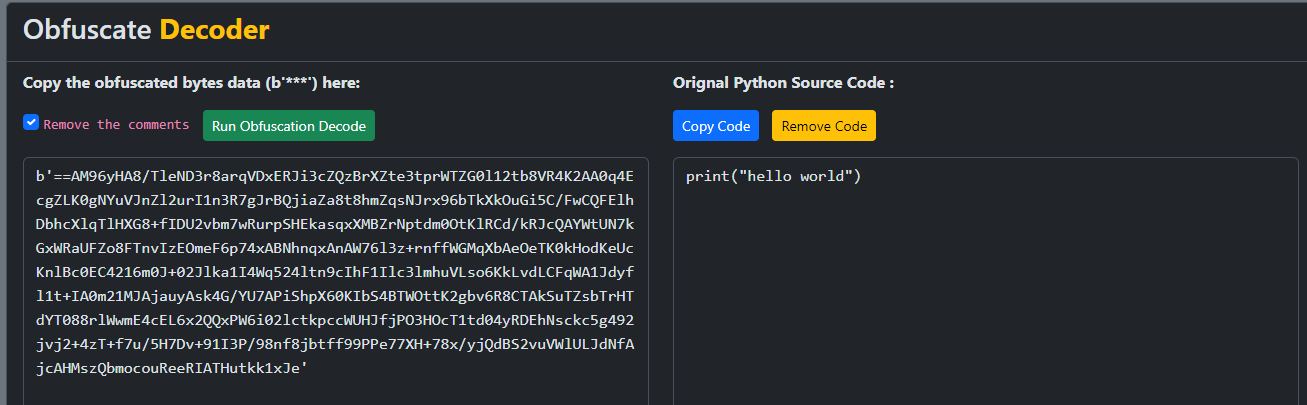 Obfuscate Decoder
Copy the obfuscated bytes data (b'***') here:
Remove the comments
Run Obfuscation Decode
b'==AM96yHA8/TleND3r8arqVDxERJi3cZQzBrXZte3tprWTZG0l12tb8VR4K2AA0q4E
cgZLK0gNYuVJnZl2urI1n3R7gJrBQjiaZa8t8hmZqsNJrx96bTkXkOuGi5C/FwCQFElh
DbhcXlqTlHXG8+fIDU2vbm7wRurpSHEkasqxXMBZrNptdm0OtKlRCd/kRJcQAYWtUN7k
GxWRaUFZo8FTnvIzEOmeF6p74xABNhnqxAnAW76l3z+rnffWGMqXbAeOeTK0kHodKeUc
KnlBc0EC4216m0J+02Jlka1I4Wq524ltn9cIhF1Ilc3lmhuVLso6KkLvdLCFqWA1Jdyf
l1t+IA0m21MJAjauyAsk4G/YU7APiShpX60KIbS4BTWOttK2gbv6R8CTAkSuTZsbTrHT
dYT088rlWwmE4cEL6x2QQxPW6i02lctkpccWUHJfjPO3HOcT1td04yRDEhNsckc5g492
jvj2+4zT+f7u/5H7Dv+91I3P/98nf8jbtff99PPe77XH+78x/yjQdBS2vuVWlULJdNfA
jcAHMszQbmocouReeRIATHutkk1xJe'
Orignal Python Source Code :
Copy Code
Remove Code
print("hello world")